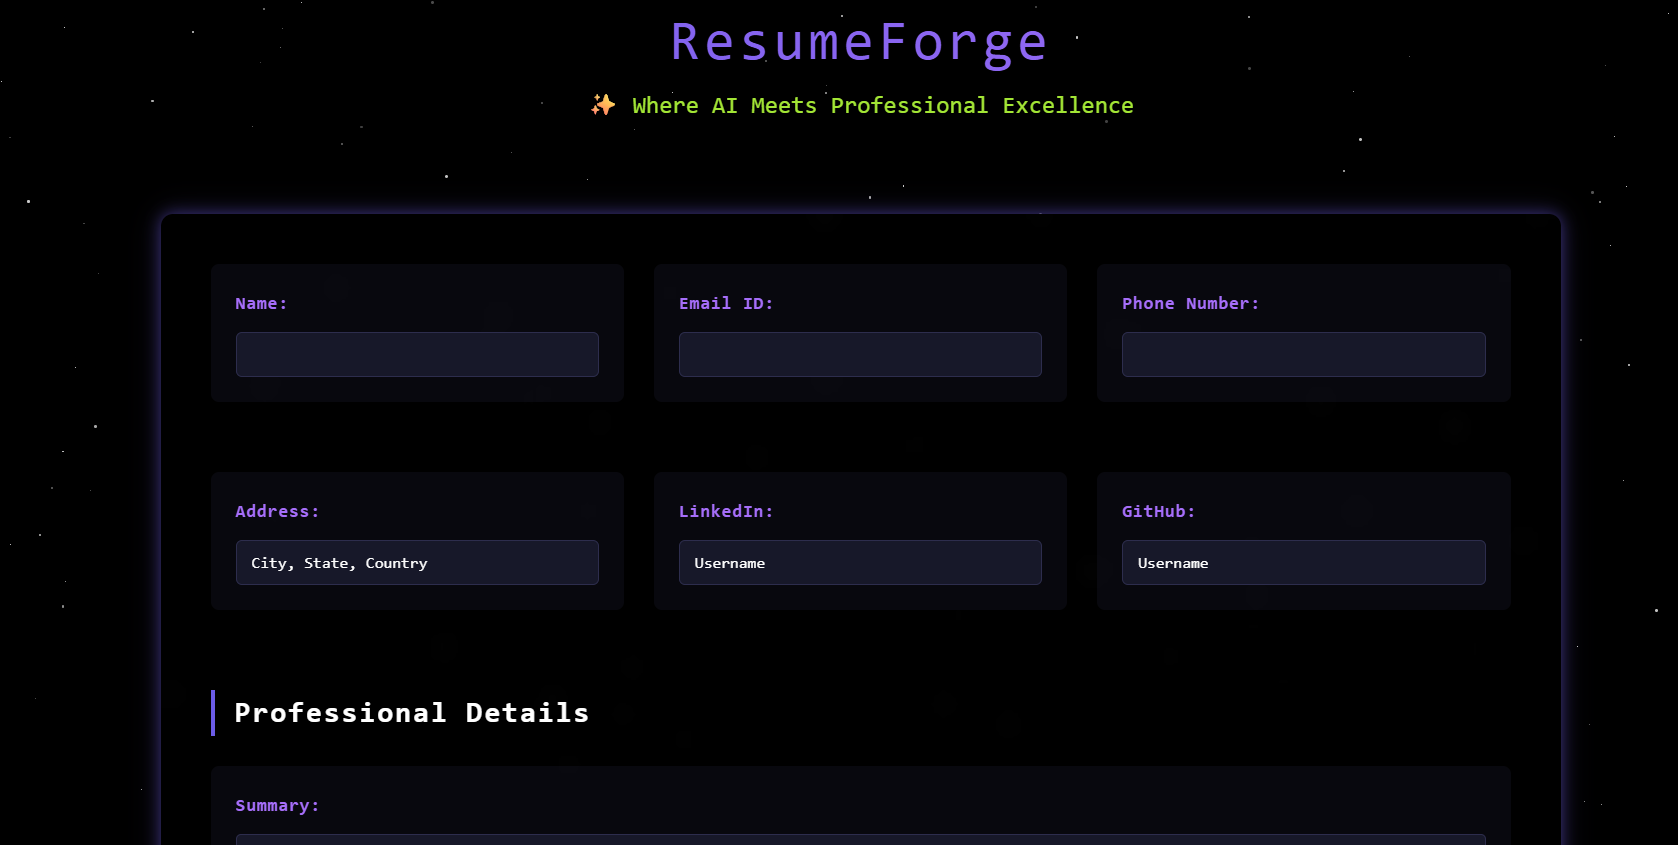 ResumeForge
✨ Where AI Meets Professional Excellence
Name:
Email ID:
Phone Number:
Address:
LinkedIn:
GitHub:
City, State, Country
Username
Username
Professional Details
Summary: